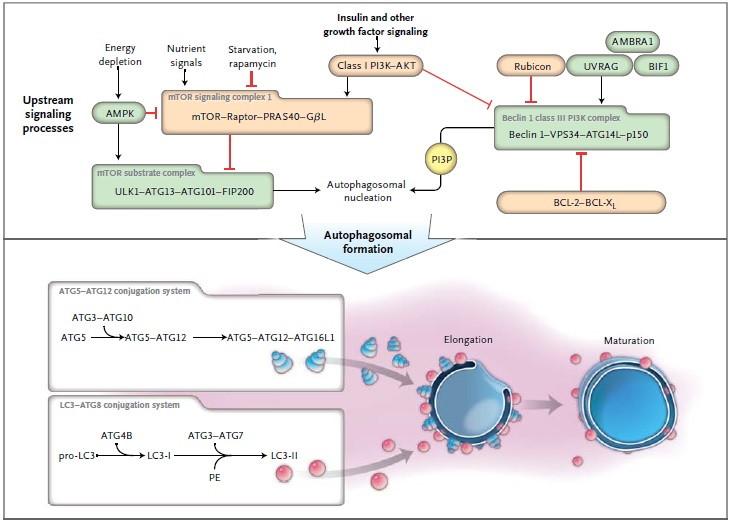 Insulin and other
growth factor signaling
AMBRA1
Energy
depletion
Nutrient
signals
Starvation,
rapamycin
Class I PI3K–AKT
Rubicon
UVRAG
BIF1
Upstream
signaling
processes
AMPK
mTOR signaling complex 1
mTOR–Raptor–PRAS40–GβL
Beclin 1 class III PI3K complex
Beclin 1–VPS34–ATG14L–p150
PI3P
mTOR substrate complex
ULK1–ATG13–ATG101–FIP200
Autophagosomal
nucleation
BCL-2–BCL-XL
Autophagosomal
formation
ATG5–ATG12 conjugation system
ATG3–ATG10
ATG5
ATG5–ATG12
ATG5–ATG12–ATG16L1
Elongation
Maturation
LC3–ATG8 conjugation system
ATG4B
ATG3–ATG7
pro-LC3
LC3-I
LC3-II
PE